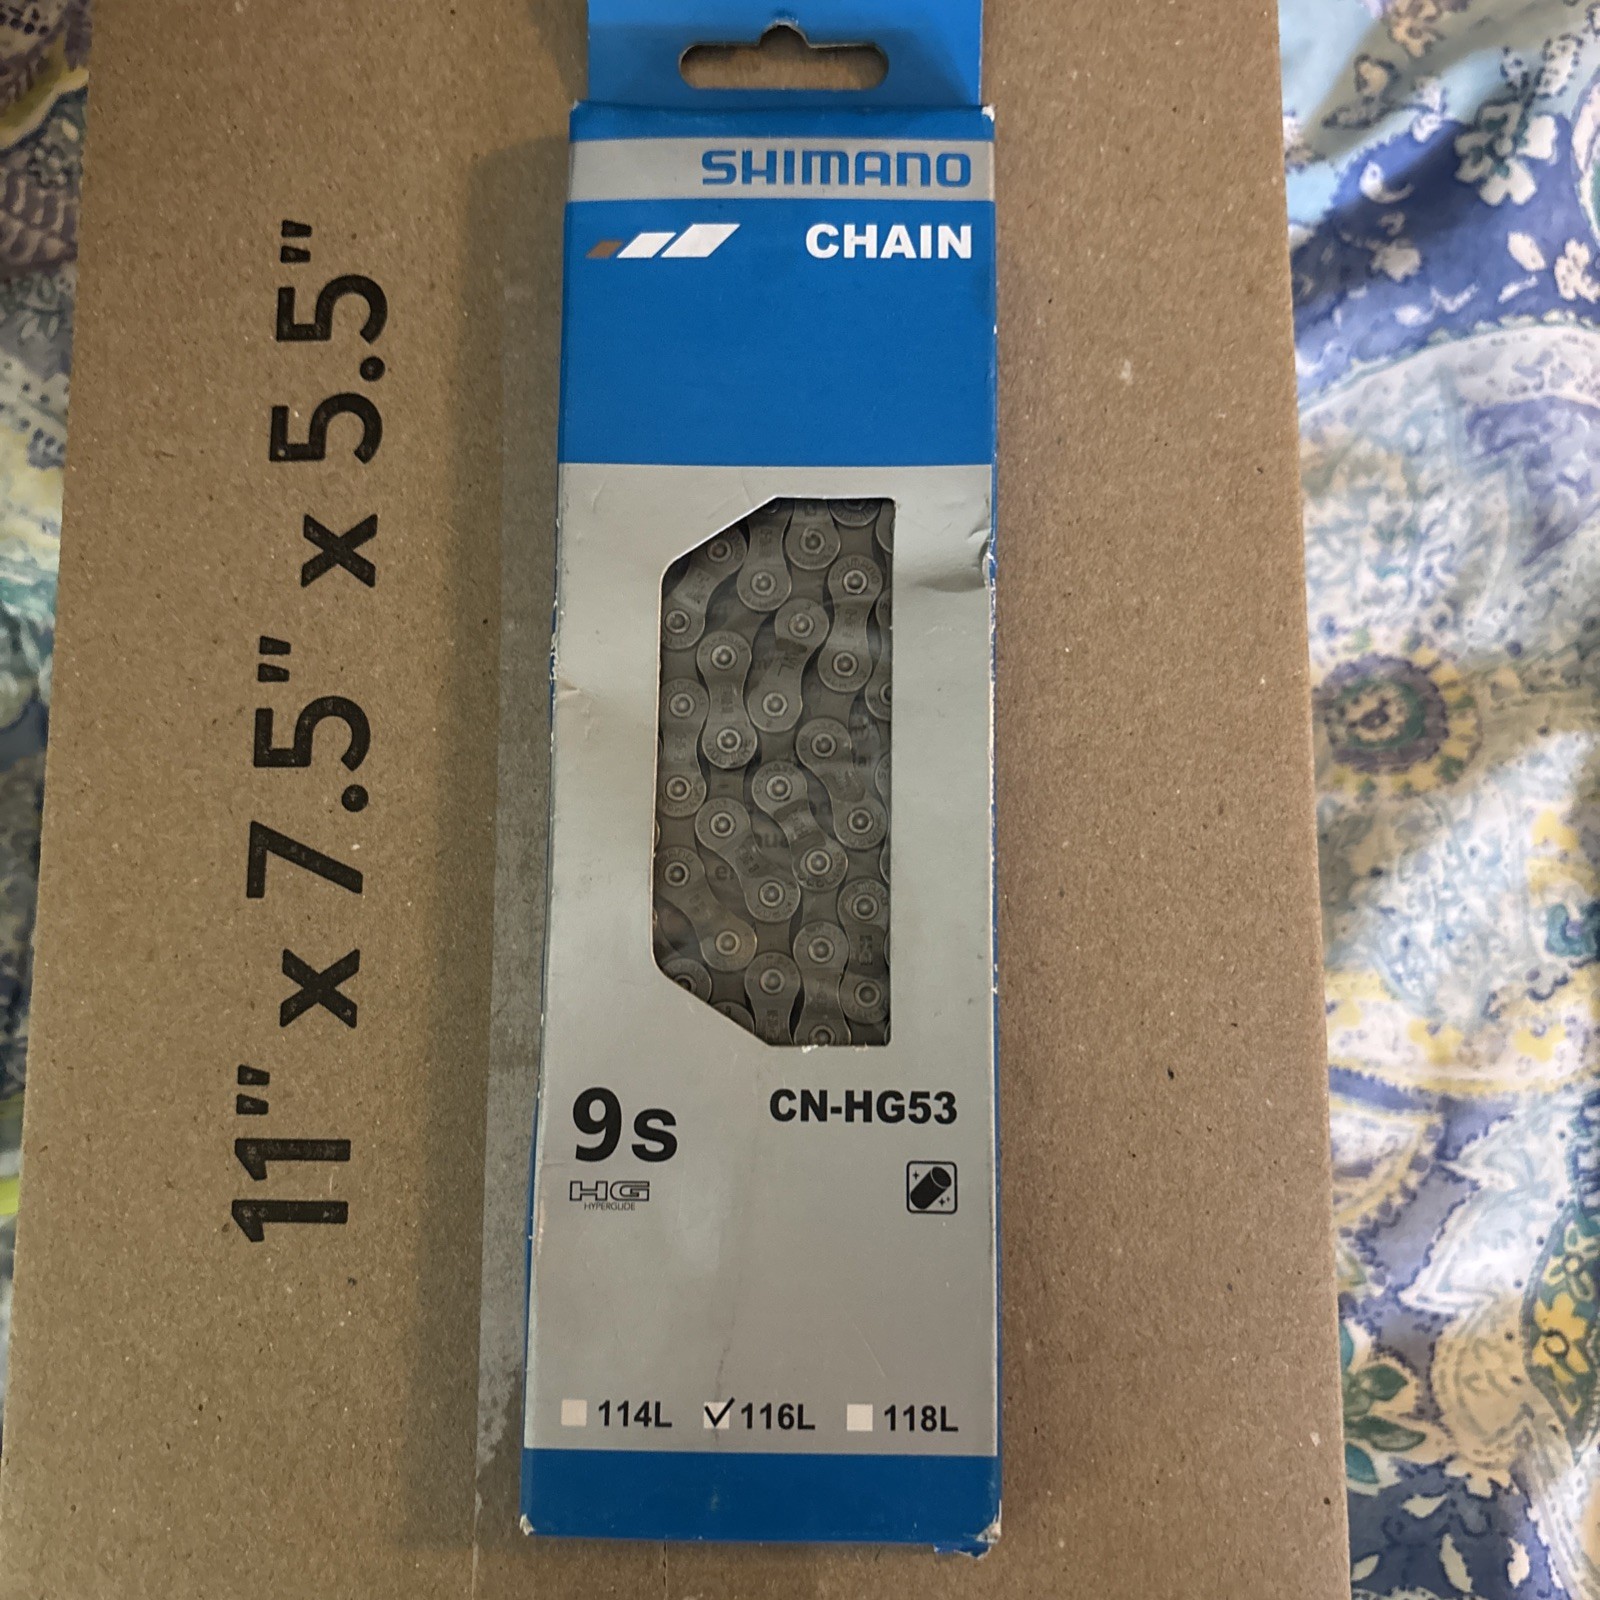 SHIMANO
CHAIN
9s
CN-HG53
HG
HYPERGLIDE
114L 116L 118L
11" x 7.5" x 5.5"